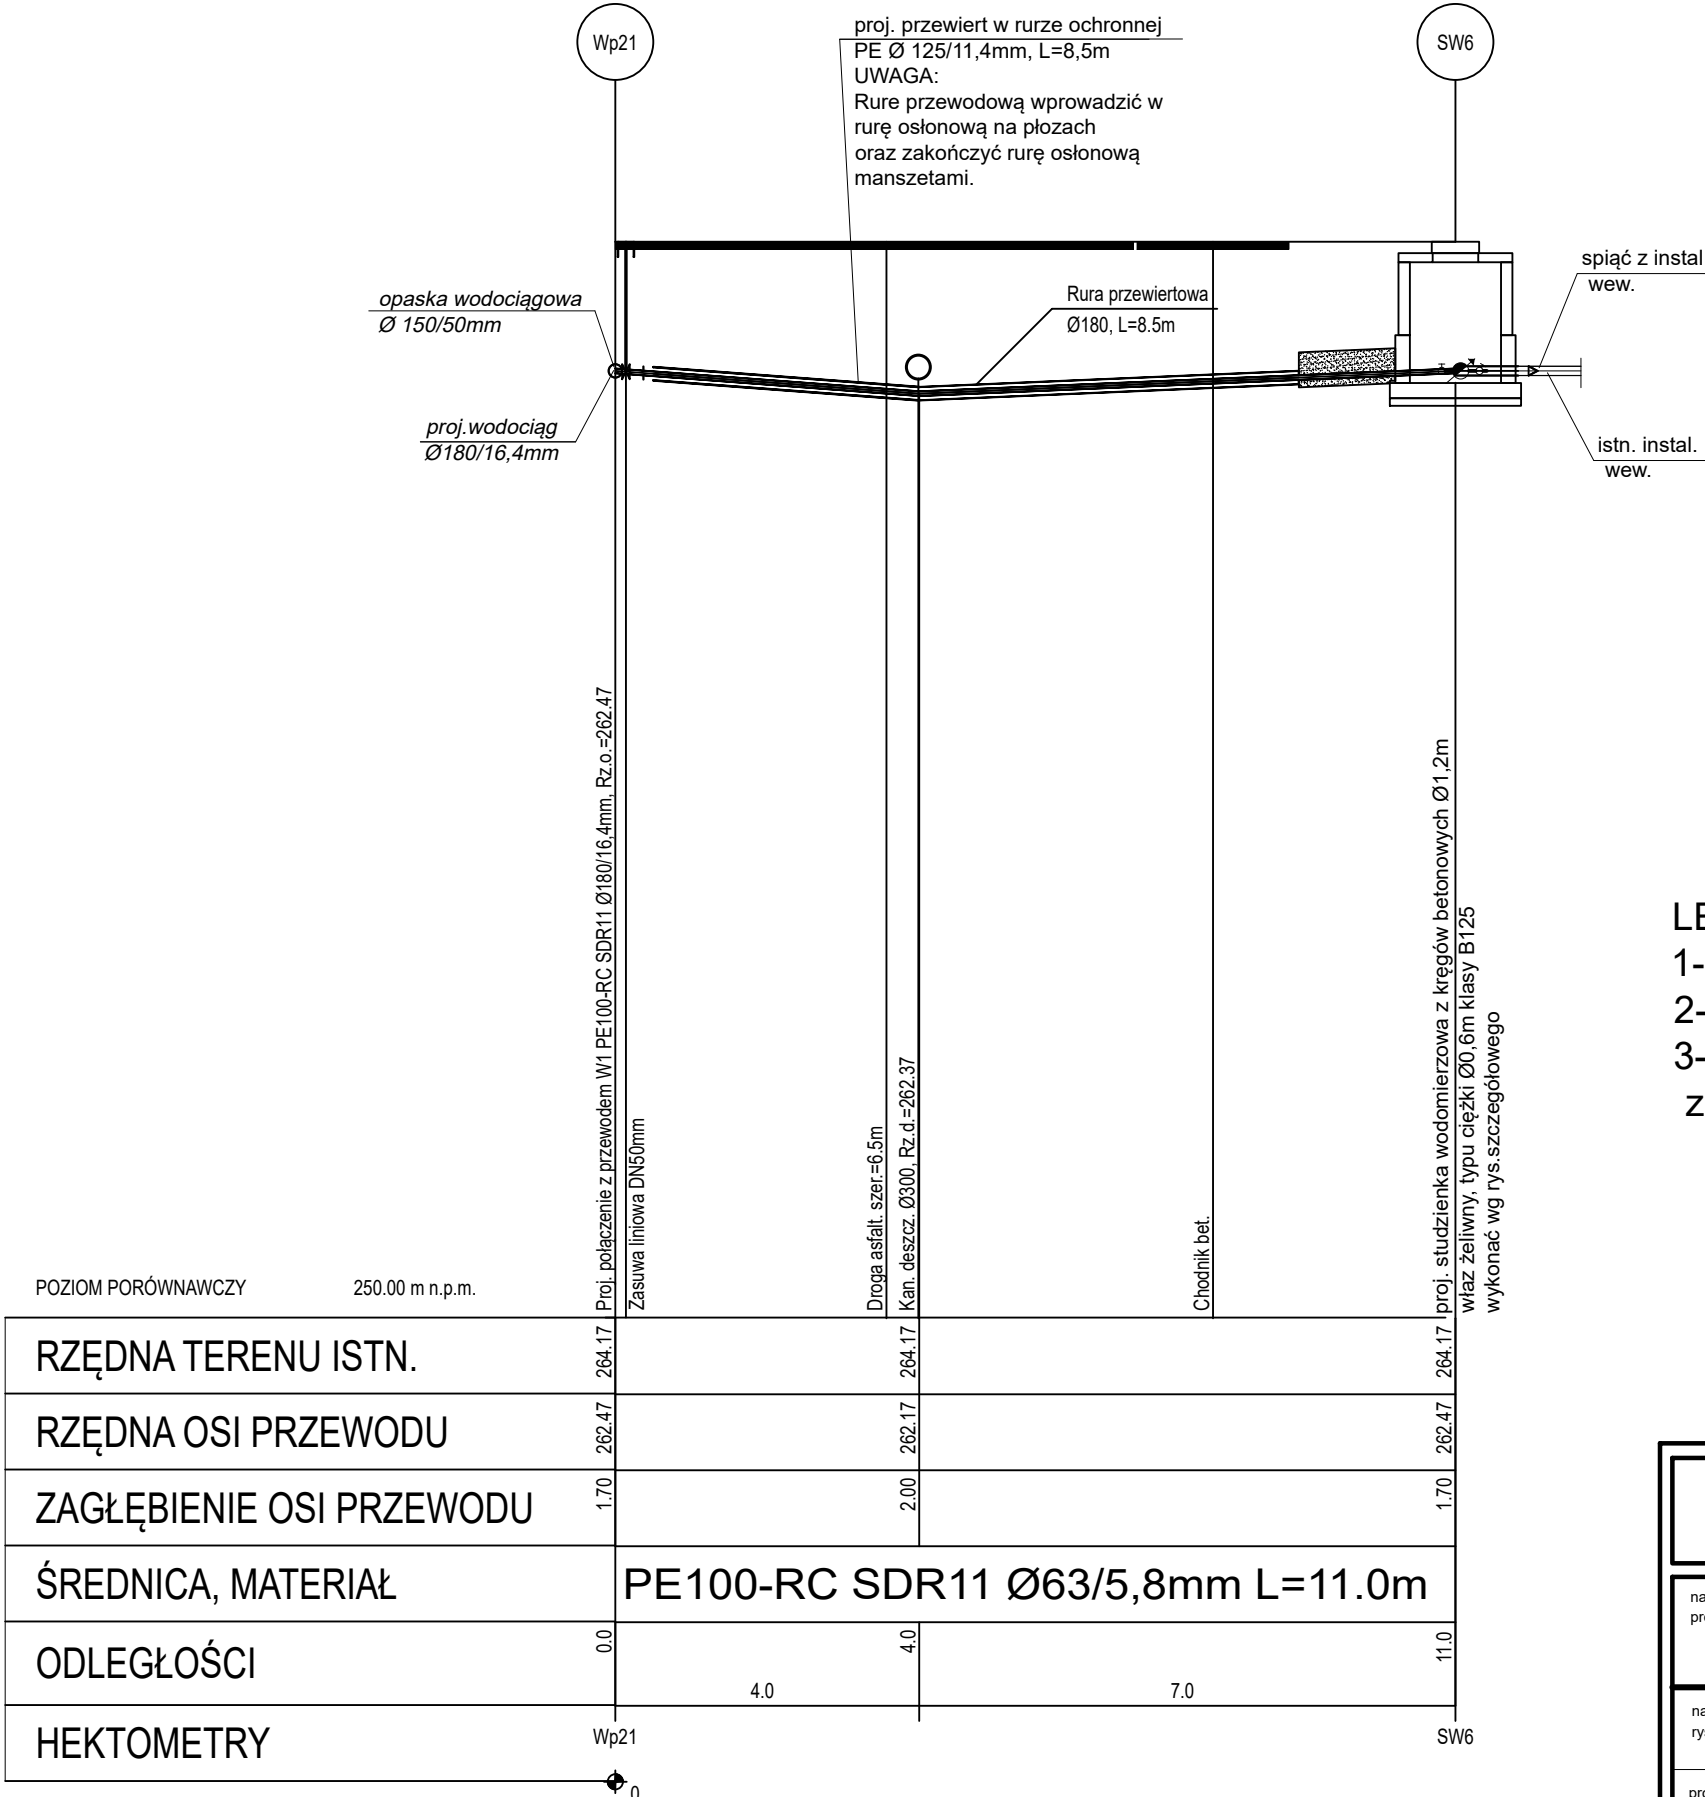 Wp21
SW6
proj. przewiert w rurze ochronnej
PE Ø 125/11,4mm, L=8,5m
UWAGA:
Rure przewodową wprowadzić w
rurę osłonową na płozach
oraz zakończyć rurę osłonową
manszetami.
spiąć z instal
wew.
opaska wodociągowa
Ø 150/50mm
Rura przewiertowa
Ø180, L=8.5m
proj.wodociąg
Ø180/16,4mm
istn. instal.
wew.
Proj. połączenie z przewodem W1 PE100-RC SDR11 Ø180/16,4mm, Rz.o.=262.47
Zasuwa liniowa DN50mm
Droga asfalt. szer.=6.5m
Kan. deszcz. Ø300, Rz.d.=262.37
Chodnik bet.
proj. studzienka wodomierzowa z kręgów betonowych Ø1,2m
właz żeliwny, typu ciężki Ø0,6m klasy B125
wykonać wg rys.szczegółowego
LE
1-
2-
3-
z
POZIOM PORÓWNAWCZY 250.00 m n.p.m.
RZĘDNA TERENU ISTN. 264.17 264.17 264.17
RZĘDNA OSI PRZEWODU 262.47 262.17 262.47
ZAGŁĘBIENIE OSI PRZEWODU 1.70 2.00 1.70
ŚREDNICA, MATERIAŁ PE100-RC SDR11 Ø63/5,8mm L=11.0m
ODLEGŁOŚCI 0.0 4.0 11.0
4.0 7.0
HEKTOMETRY Wp21 SW6
0
na
pr
na
ry
pr